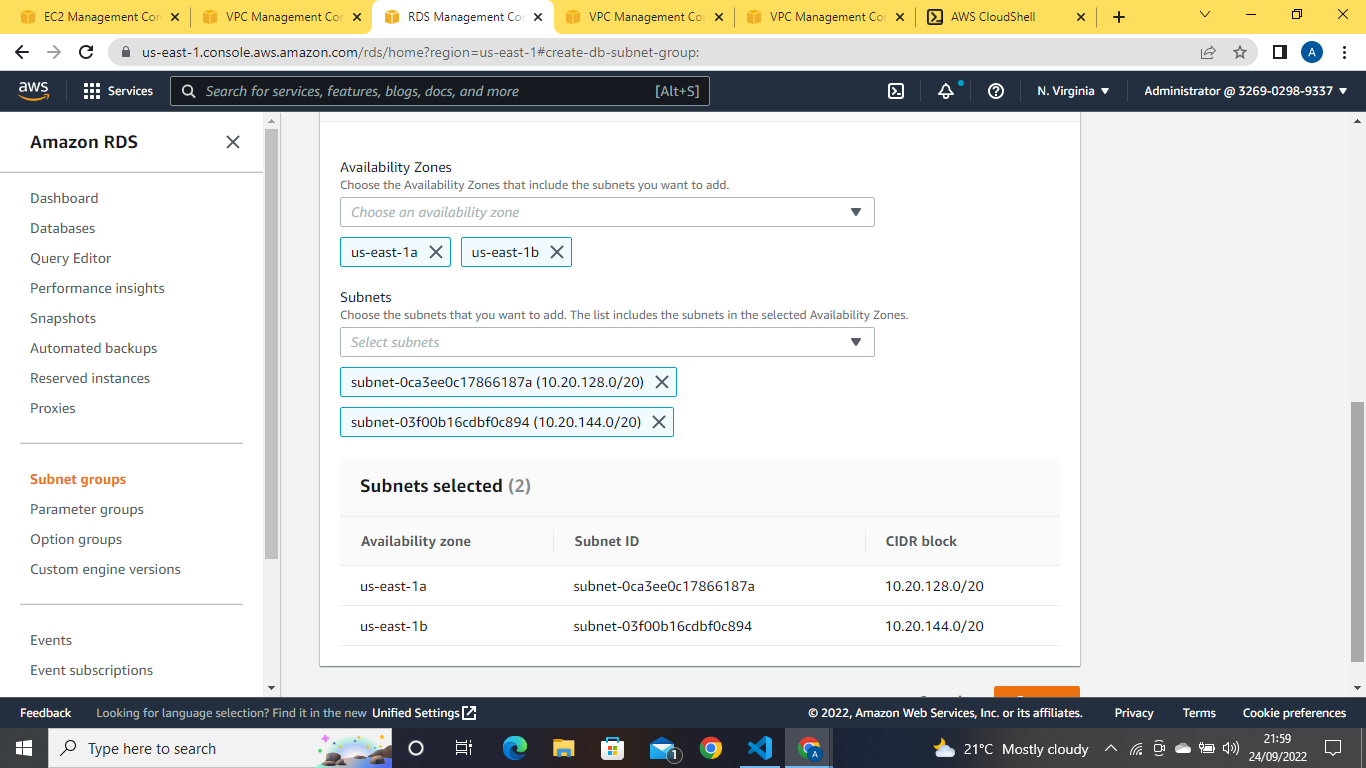 EC2 Management Con
VPC Management Con
RDS Management Con
VPC Management Con
VPC Management Con
AWS CloudShell
us-east-1.console.aws.amazon.com/rds/home?region=us-east-1#create-db-subnet-group:
A
aws
Services
Search for services, features, blogs, docs, and more
[Alt+S]
N. Virginia
Administrator @ 3269-0298-9337
Amazon RDS
Dashboard
Databases
Query Editor
Performance insights
Snapshots
Automated backups
Reserved instances
Proxies
Subnet groups
Parameter groups
Option groups
Custom engine versions
Events
Event subscriptions
Availability Zones
Choose the Availability Zones that include the subnets you want to add.
Choose an availability zone
us-east-1a
us-east-1b
Subnets
Choose the subnets that you want to add. The list includes the subnets in the selected Availability Zones.
Select subnets
subnet-0ca3ee0c17866187a (10.20.128.0/20)
subnet-03f00b16cdbf0c894 (10.20.144.0/20)
Subnets selected (2)
Availability zone Subnet ID CIDR block
us-east-1a subnet-0ca3ee0c17866187a 10.20.128.0/20
us-east-1b subnet-03f00b16cdbf0c894 10.20.144.0/20
Feedback
Looking for language selection? Find it in the new Unified Settings
© 2022, Amazon Web Services, Inc. or its affiliates.
Privacy
Terms
Cookie preferences
Type here to search
1
A
21°C Mostly cloudy
21:59
24/09/2022